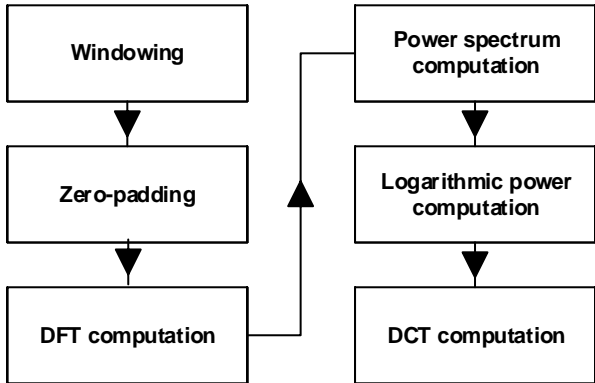 Windowing
Zero-padding
DFT computation
Power spectrum
computation
Logarithmic power
computation
DCT computation